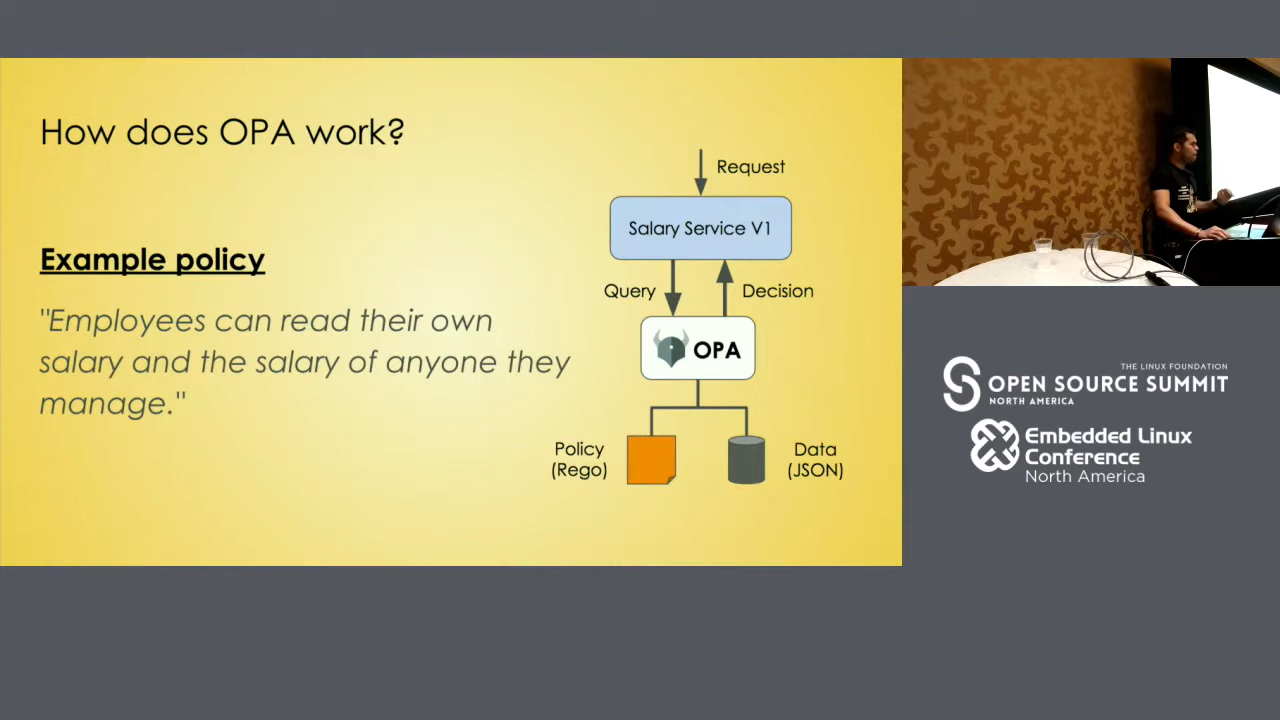 How does OPA work?
Example policy
"Employees can read their own
salary and the salary of anyone they
manage."
Request
Salary Service V1
Query
Decision
OPA
Policy
(Rego)
Data
(JSON)
THE LINUX FOUNDATION
OPEN SOURCE SUMMIT
NORTH AMERICA
Embedded Linux
Conference
North America